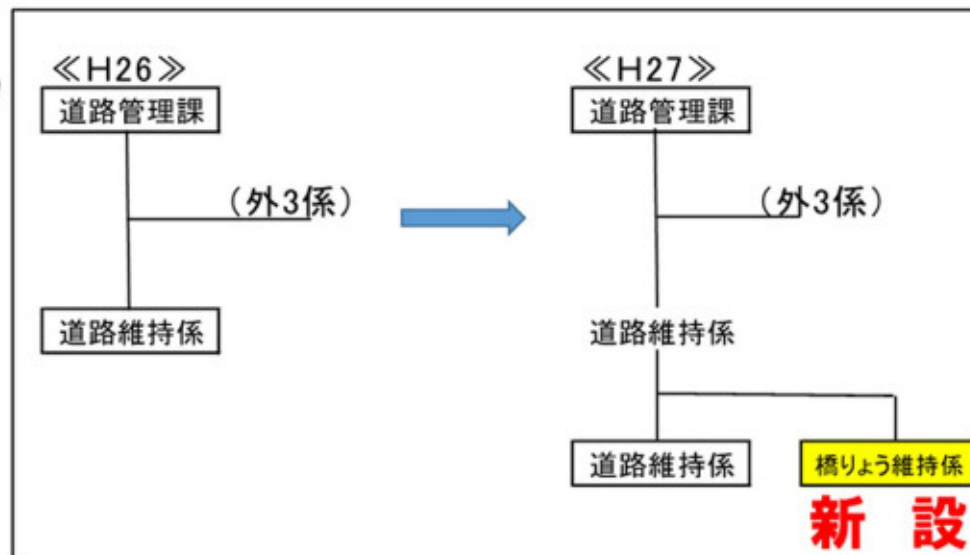 ≪H26≫
道路管理課
(外3係)
道路維持係
≪H27≫
道路管理課
(外3係)
道路維持係
道路維持係
橋りょう維持係
新 設